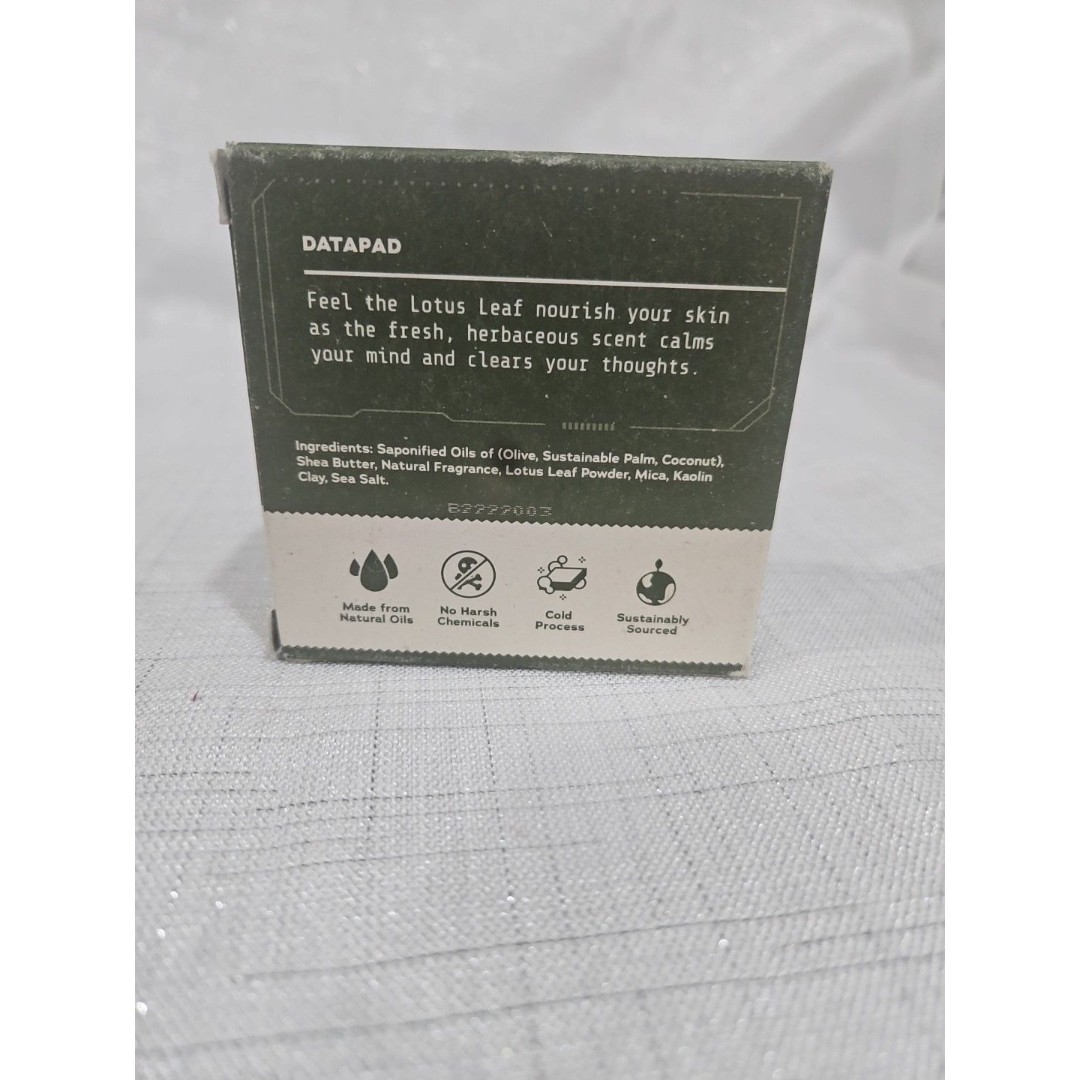 DATAPAD
Feel the Lotus Leaf nourish your skin
as the fresh, herbaceous scent calms
your mind and clears your thoughts.
Ingredients: Saponified Oils of (Olive, Sustainable Palm, Coconut),
Shea Butter, Natural Fragrance, Lotus Leaf Powder, Mica, Kaolin
Clay, Sea Salt.
Made from
Natural Oils
No Harsh
Chemicals
Cold
Process
Sustainably
Sourced